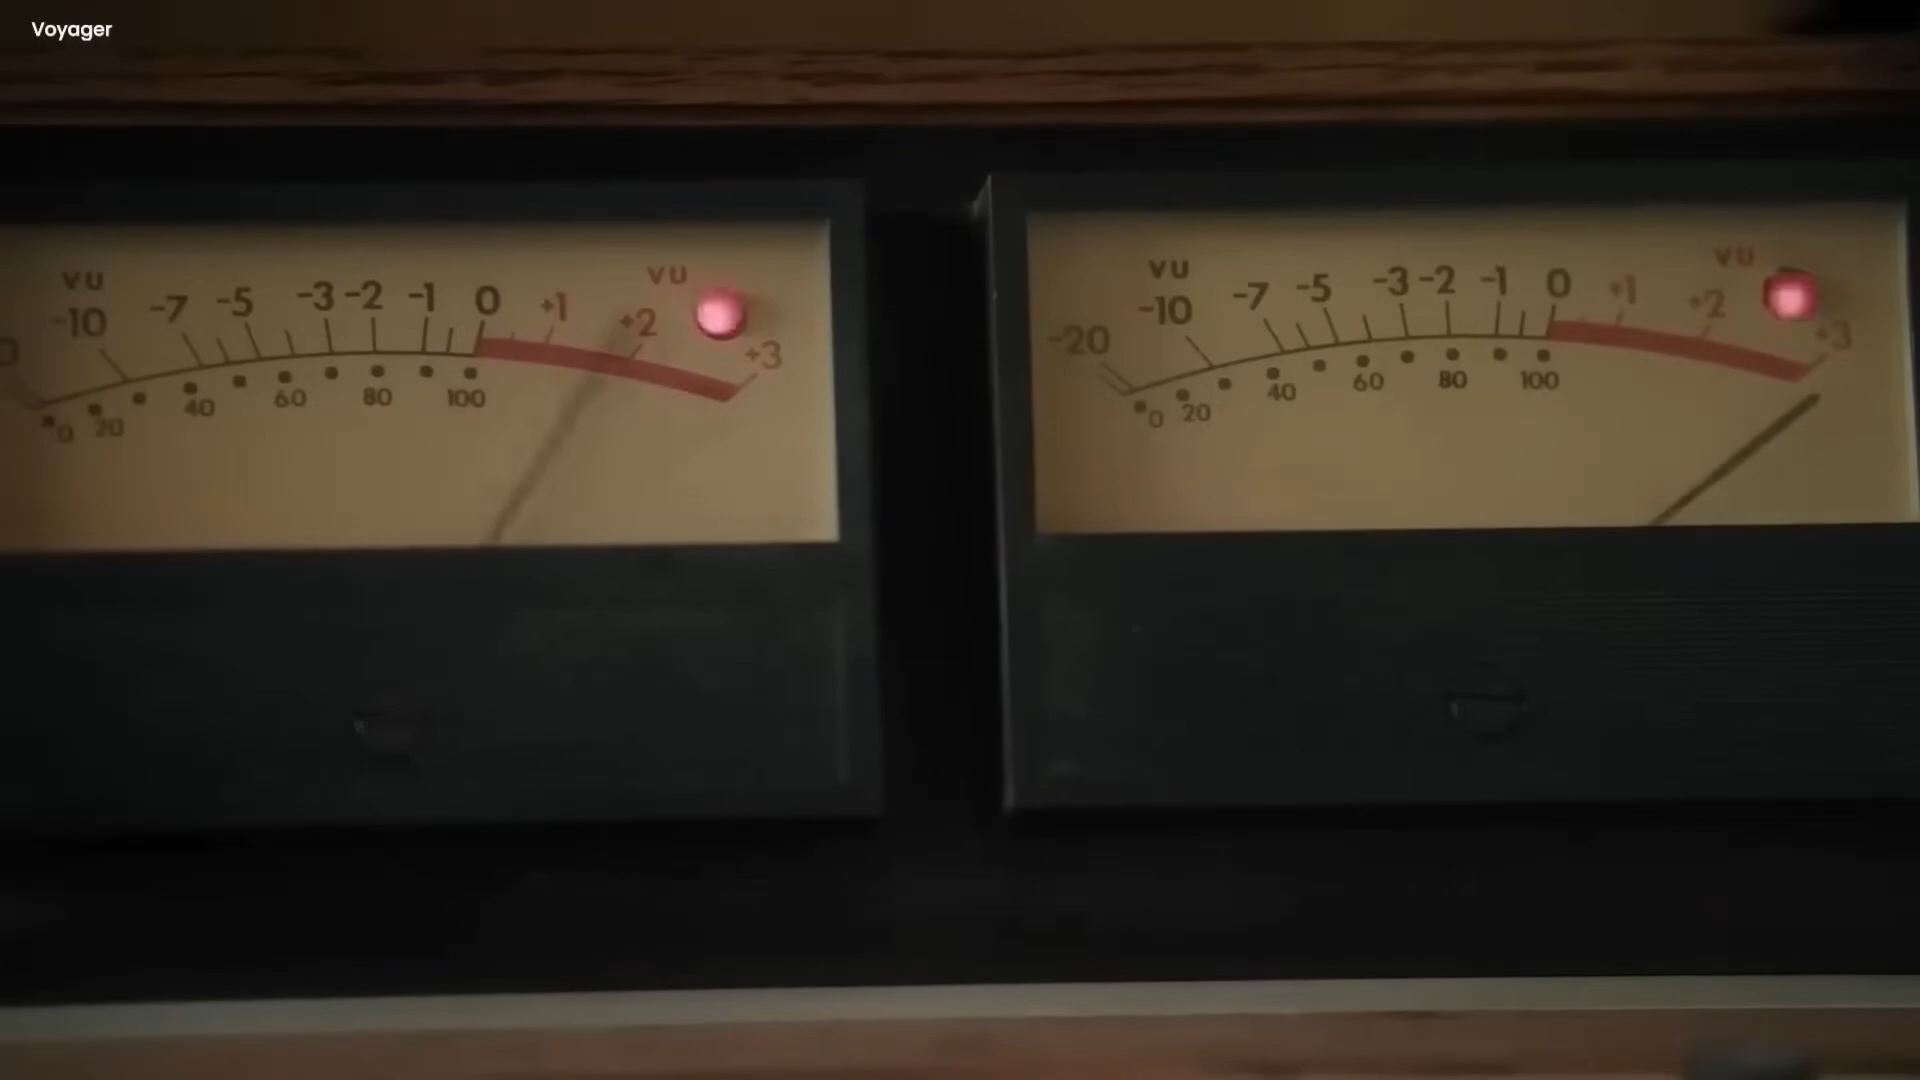 Voyager
VU VU
-10 -7 -5 -3 -2 -1 0 +1 +2 +3
0 20 40 60 80 100
VU VU
-20 -10 -7 -5 -3 -2 -1 0 +1 +2 +3
0 20 40 60 80 100